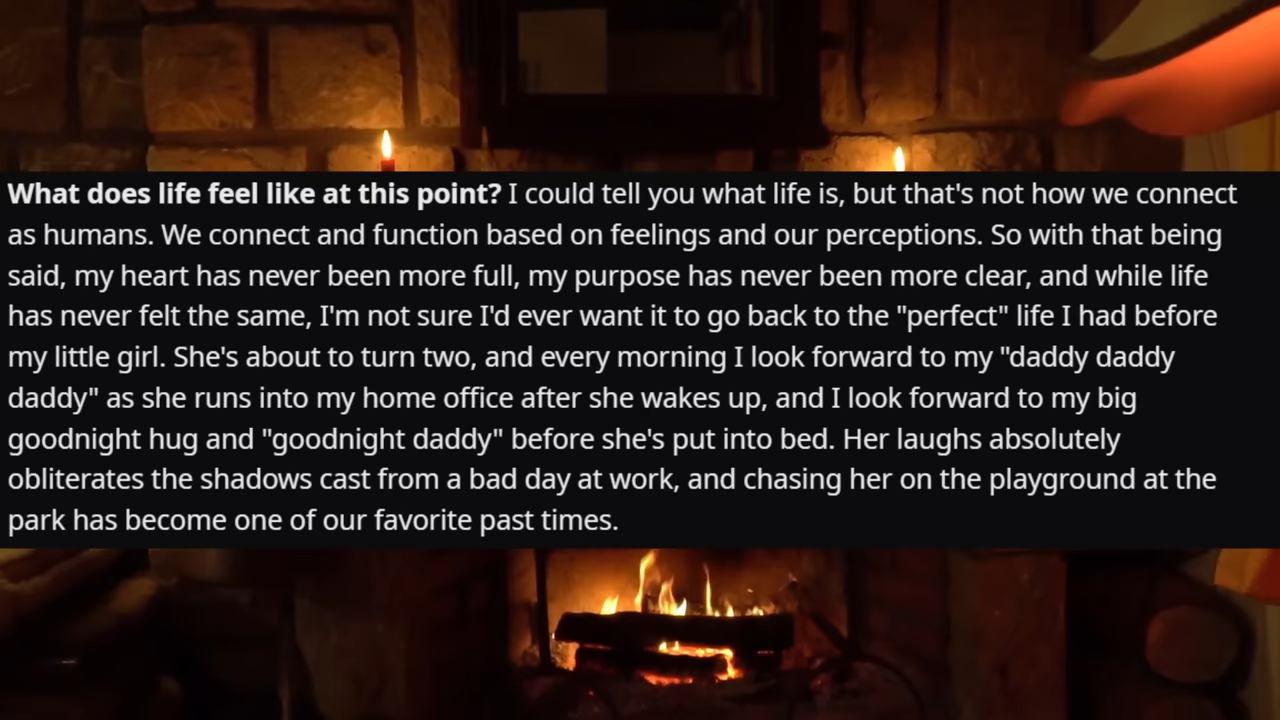 What does life feel like at this point? I could tell you what life is, but that's not how we connect
as humans. We connect and function based on feelings and our perceptions. So with that being
said, my heart has never been more full, my purpose has never been more clear, and while life
has never felt the same, I'm not sure I'd ever want it to go back to the "perfect" life I had before
my little girl. She's about to turn two, and every morning I look forward to my "daddy daddy
daddy" as she runs into my home office after she wakes up, and I look forward to my big
goodnight hug and "goodnight daddy" before she's put into bed. Her laughs absolutely
obliterates the shadows cast from a bad day at work, and chasing her on the playground at the
park has become one of our favorite past times.